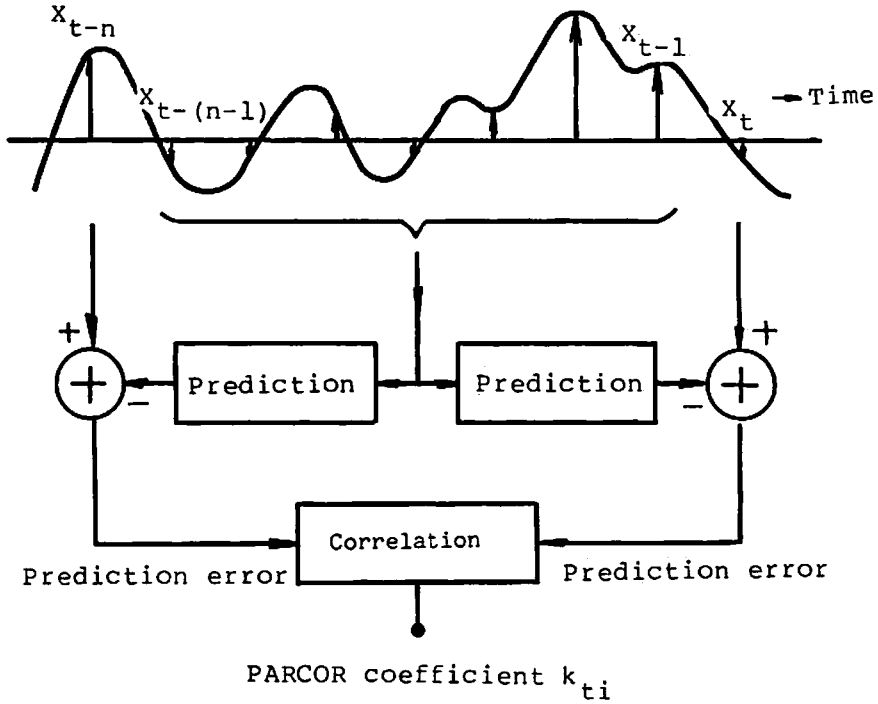 X_{t-n}
X_{t-(n-1)}
X_{t-1}
X_t
Time
+
+
Prediction
Prediction
+
−
−
+
Correlation
Prediction error
Prediction error
PARCOR coefficient k_{ti}